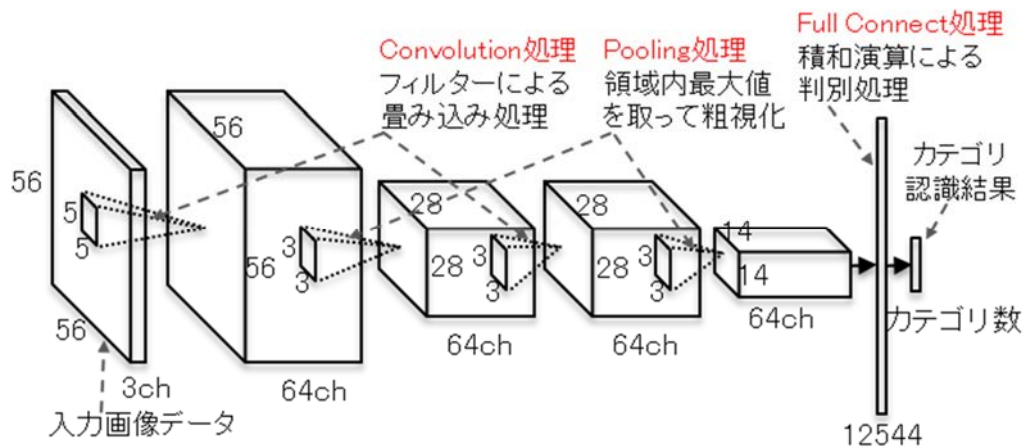 Full Connect処理
積和演算による
判別処理
Convolution処理
フィルターによる
畳み込み処理
Pooling処理
領域内最大値
を取って粗視化
カテゴリ
認識結果
56
56
5
5
56
56
3
3
28
28
3
3
28
28
3
3
14
14
カテゴリ数
56
3ch
64ch
64ch
64ch
64ch
入力画像データ
12544